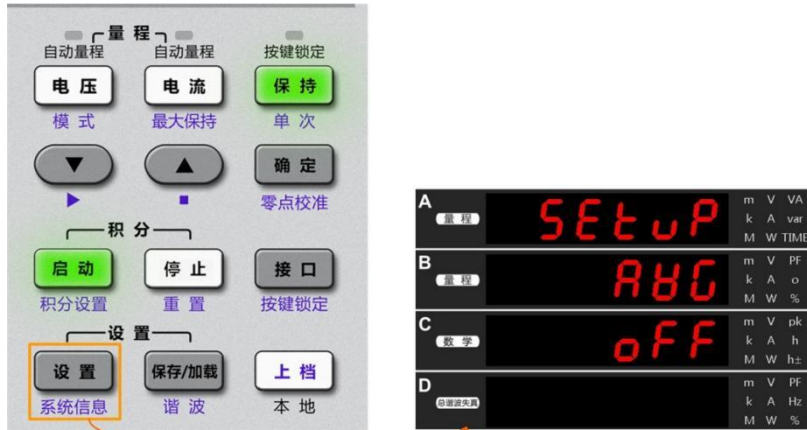 量 程
自动量程 自动量程 按键锁定
电 压 电 流 保 持
模 式 最大保持 单 次
▼ ▲ 确 定
▶ ■ 零点校准
积 分
启 动 停 止 接 口
积分设置 重 置 按键锁定
设 置
设 置 保存/加载 上 档
系统信息 谐 波 本 地
A m V VA
量 程 SEtuP k A var
M W TIME
B m V PF
量 程 AVG k A o
M W %
C m V pk
数 学 oFF k A h
M W h±
D m V PF
总谐波失真 k A Hz
M W %